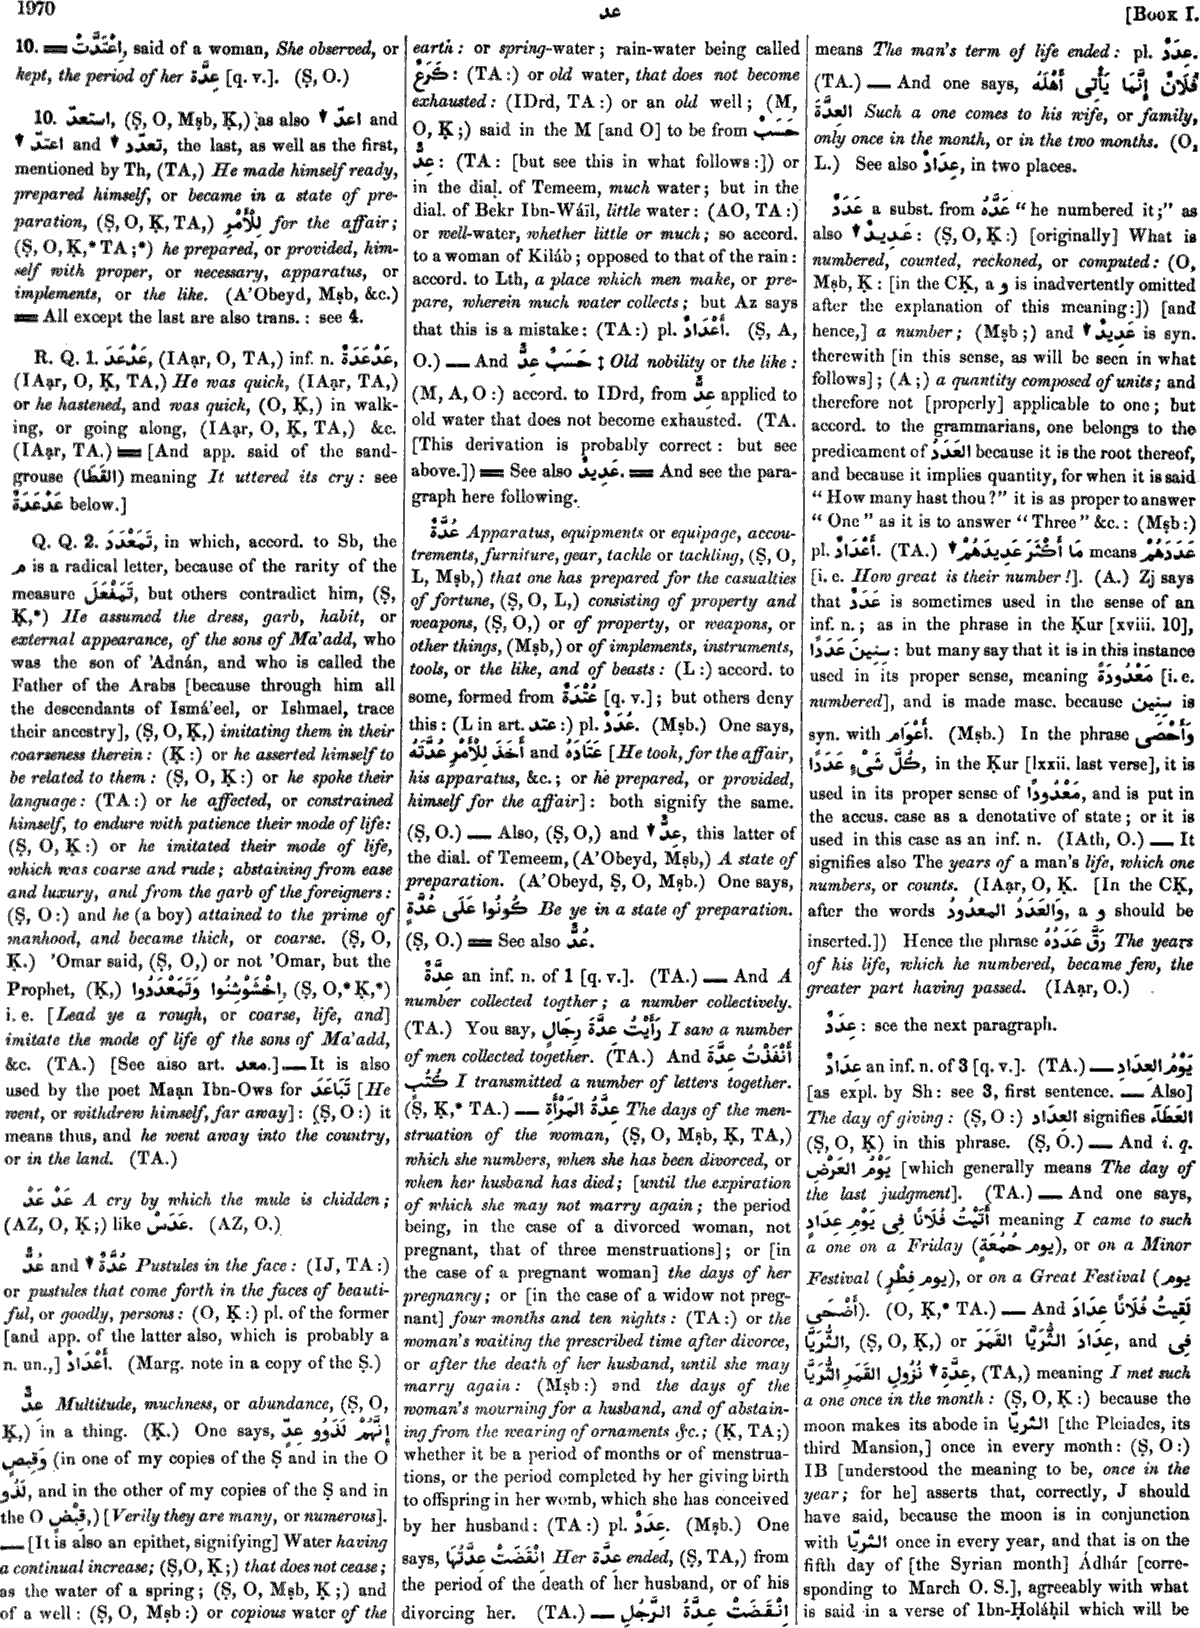 1970
عد
[Book I.
10. ‗‗ اِعْتَدَّتْ, said of a woman, She observed, or
kept, the period of her عِدَّة [q. v.]. (Ṣ, O.)
10. استعدّ, (Ṣ, O, Mṣb, Ḳ,) as also ▼ اعدّ and
▼ اعتدّ and ▼ تعدّد, the last, as well as the first,
mentioned by Th, (TA,) He made himself ready,
prepared himself, or became in a state of pre-
paration, (Ṣ, O, Ḳ, TA,) لِلْأَمْرِ for the affair;
(Ṣ, O, Ḳ,* TA;*) he prepared, or provided, him-
self with proper, or necessary, apparatus, or
implements, or the like. (A’Obeyd, Mṣb, &c.)
‗‗ All except the last are also trans.: see 4.
R. Q. 1. عَدْعَدَ, (IAạr, O, TA,) inf. n. عَدْعَدَةٌ,
(IAạr, O, Ḳ, TA,) He was quick, (IAạr, TA,)
or he hastened, and was quick, (O, Ḳ,) in walk-
ing, or going along, (IAạr, O, Ḳ, TA,) &c.
(IAạr, TA.) ‗‗ [And app. said of the sand-
grouse (القَطَا) meaning It uttered its cry: see
عَدْعَدَةٌ below.]
Q. Q. 2. تَمَعْدَدَ, in which, accord. to Sb, the
م is a radical letter, because of the rarity of the
measure تَمَفْعَلَ, but others contradict him, (Ṣ,
Ḳ,*) He assumed the dress, garb, habit, or
external appearance, of the sons of Ma’add, who
was the son of ’Adnán, and who is called the
Father of the Arabs [because through him all
the descendants of Ismá’eel, or Ishmael, trace
their ancestry], (Ṣ, O, Ḳ,) imitating them in their
coarseness therein: (Ḳ:) or he asserted himself to
be related to them: (Ṣ, O, Ḳ:) or he spoke their
language: (TA:) or he affected, or constrained
himself, to endure with patience their mode of life:
(Ṣ, O, Ḳ:) or he imitated their mode of life,
which was coarse and rude; abstaining from ease
and luxury, and from the garb of the foreigners:
(Ṣ, O:) and he (a boy) attained to the prime of
manhood, and became thick, or coarse. (Ṣ, O,
Ḳ.) ’Omar said, (Ṣ, O,) or not ’Omar, but the
Prophet, (Ḳ,) اِخْشَوْشِنُوا وَتَمَعْدَدُوا, (Ṣ, O,* Ḳ,*)
i. e. [Lead ye a rough, or coarse, life, and]
imitate the mode of life of the sons of Ma’add,
&c. (TA.) [See also art. معد.] — It is also
used by the poet Maạn Ibn-Ows for تَبَاعَدَ [He
went, or withdrew himself, far away]: (Ṣ, O:) it
means thus, and he went away into the country,
or in the land. (TA.)
عَدْ عَدْ A cry by which the mule is chidden;
(AZ, O, Ḳ;) like عَدَسْ. (AZ, O.)
عُدٌّ and ▼ عُدَّةٌ Pustules in the face: (IJ, TA:)
or pustules that come forth in the faces of beauti-
ful, or goodly, persons: (O, Ḳ:) pl. of the former
[and app. of the latter also, which is probably a
n. un.,] أَعْدَادٌ. (Marg. note in a copy of the Ṣ.)
عِدٌّ Multitude, muchness, or abundance, (Ṣ, O,
Ḳ,) in a thing. (Ḳ.) One says, إِنَّهُمْ لَذَوُو عِدٍّ
وَقِبْصٍ (in one of my copies of the Ṣ and in the O
لَذُو, and in the other of my copies of the Ṣ and in
the O قِبْضٍ,) [Verily they are many, or numerous].
— [It is also an epithet, signifying] Water having
a continual increase; (Ṣ, O, Ḳ;) that does not cease;
as the water of a spring; (Ṣ, O, Mṣb, Ḳ;) and
of a well: (Ṣ, O, Mṣb:) or copious water of the
earth: or spring-water; rain-water being called
كَرَعٌ: (TA:) or old water, that does not become
exhausted: (IDrd, TA:) or an old well; (M,
O, Ḳ;) said in the M [and O] to be from حَسَبٌ
عِدٌّ: (TA: [but see this in what follows:]) or
in the dial. of Temeem, much water; but in the
dial. of Bekr Ibn-Wáïl, little water: (AO, TA:)
or well-water, whether little or much; so accord.
to a woman of Kiláb; opposed to that of the rain:
accord. to Lth, a place which men make, or pre-
pare, wherein much water collects; but Az says
that this is a mistake: (TA:) pl. أَعْدَادٌ. (Ṣ, A,
O.) — And حَسَبٌ عِدٌّ ‡ Old nobility or the like:
(M, A, O:) accord. to IDrd, from عِدٌّ applied to
old water that does not become exhausted. (TA.
[This derivation is probably correct: but see
above.]) ‗‗ See also عَدِيدٌ. ‗‗ And see the para-
graph here following.
عُدَّةٌ Apparatus, equipments or equipage, accou-
trements, furniture, gear, tackle or tackling, (Ṣ, O,
L, Mṣb,) that one has prepared for the casualties
of fortune, (Ṣ, O, L,) consisting of property and
weapons, (Ṣ, O,) or of property, or weapons, or
other things, (Mṣb,) or of implements, instruments,
tools, or the like, and of beasts: (L:) accord. to
some, formed from عُتْدَةٌ [q. v.]; but others deny
this: (L in art. عتد:) pl. عُدَدٌ. (Mṣb.) One says,
أَخَذَ لِلْأَمْرِ عُدَّتَهُ and عَتَادَهُ [He took, for the affair,
his apparatus, &c.; or he prepared, or provided,
himself for the affair]: both signify the same.
(Ṣ, O.) — Also, (Ṣ, O,) and ▼ عِدٌّ, this latter of
the dial. of Temeem, (A’Obeyd, Mṣb,) A state of
preparation. (A’Obeyd, Ṣ, O, Mṣb.) One says,
كُونُوا عَلَى عُدَّةٍ Be ye in a state of preparation.
(Ṣ, O.) ‗‗ See also عُدٌّ.
عِدَّةٌ an inf. n. of 1 [q. v.]. (TA.) — And A
number collected togther; a number collectively.
(TA.) You say, رَأَيْتُ عِدَّةَ رِجَالٍ I saw a number
of men collected together. (TA.) And أَنْفَذْتُ عِدَّةَ
كُتُبٍ I transmitted a number of letters together.
(Ṣ, Ḳ,* TA.) — عِدَّةُ المَرْأَةِ The days of the men-
struation of the woman, (Ṣ, O, Mṣb, Ḳ, TA,)
which she numbers, when she has been divorced, or
when her husband has died; [until the expiration
of which she may not marry again; the period
being, in the case of a divorced woman, not
pregnant, that of three menstruations]; or [in
the case of a pregnant woman] the days of her
pregnancy; or [in the case of a widow not preg-
nant] four months and ten nights: (TA:) or the
woman’s waiting the prescribed time after divorce,
or after the death of her husband, until she may
marry again: (Mṣb:) and the days of the
woman’s mourning for a husband, and of abstain-
ing from the wearing of ornaments &c.; (K, TA;)
whether it be a period of months or of menstrua-
tions, or the period completed by her giving birth
to offspring in her womb, which she has conceived
by her husband: (TA:) pl. عِدَدٌ. (Mṣb.) One
says, اِنْقَضَتْ عِدَّتُهَا Her عِدَّة ended, (Ṣ, TA,) from
the period of the death of her husband, or of his
divorcing her. (TA.) — اِنْقَضَتْ عِدَّةُ الرَّجُلِ
means The man’s term of life ended: pl. عِدَدٌ.
(TA.) — And one says, فُلَانٌ إِنَّمَا يَأْتِى أَهْلَهُ
العِدَّةَ Such a one comes to his wife, or family,
only once in the month, or in the two months. (O,
L.) See also عِدَادٌ, in two places.
عَدَدٌ a subst. from عَدَّهُ “he numbered it;” as
also ▼ عَدِيدٌ: (Ṣ, O, Ḳ:) [originally] What is
numbered, counted, reckoned, or computed: (O,
Mṣb, Ḳ: [in the CḲ, a و is inadvertently omitted
after the explanation of this meaning:]) [and
hence,] a number; (Mṣb;) and ▼ عَدِيدٌ is syn.
therewith [in this sense, as will be seen in what
follows]; (A;) a quantity composed of units; and
therefore not [properly] applicable to one; but
accord. to the grammarians, one belongs to the
predicament of العَدَدُ because it is the root thereof,
and because it implies quantity, for when it is said
“How many hast thou?” it is as proper to answer
“One” as it is to answer “Three” &c.: (Mṣb:)
pl. أَعْدَادٌ. (TA.) ▼ مَا أَكْثَرَ عَدِيدَهُمْ means عَدَدَهُمْ
[i. e. How great is their number!]. (A.) Zj says
that عَدَدٌ is sometimes used in the sense of an
inf. n.; as in the phrase in the Ḳur [xviii. 10],
سِنِينَ عَدَدًا: but many say that it is in this instance
used in its proper sense, meaning مَعْدُودَةً [i. e.
numbered], and is made masc. because سِنِين is
syn. with أَعْوَام. (Mṣb.) In the phrase وَأَحْصَى
كُلَّ شَىْءٍ عَدَدًا, in the Ḳur [lxxii. last verse], it is
used in its proper sense of مَعْدُودًا, and is put in
the accus. case as a denotative of state; or it is
used in this case as an inf. n. (IAth, O.) — It
signifies also The years of a man’s life, which one
numbers, or counts. (IAạr, O, Ḳ. [In the CḲ,
after the words وَالعَدَدُ المعدُودُ, a و should be
inserted.]) Hence the phrase رَقَّ عَدَدُهُ The years
of his life, which he numbered, became few, the
greater part having passed. (IAạr, O.)
عِدَدٌ: see the next paragraph.
عِدَادٌ an inf. n. of 3 [q. v.]. (TA.) — يَوْمُ العِدَادِ
[as expl. by Sh: see 3, first sentence. — Also]
The day of giving: (Ṣ, O:) العِدَاد signifies العَطَآء
(Ṣ, O, Ḳ) in this phrase. (Ṣ, O.) — And i. q.
يَوْمُ العَرْضِ [which generally means The day of
the last judgment]. (TA.) — And one says,
أَتَيْتُ فُلَانًا فِى يَوْمِ عِدَادٍ meaning I came to such
a one on a Friday (يوم جُمُعَةٍ), or on a Minor
Festival (يوم فِطْرٍ), or on a Great Festival (يوم
أَضْحَى). (O, Ḳ,* TA.) — And لَقِيتُ فُلَانًا عِدَادَ
الثُّرَيَّا, (Ṣ, O, Ḳ,) or عِدَادَ الثُّرَيَّا القَمَرَ, and فِى
▼ عِدَّةِ نُزُولِ القَمَرِ الثُّرَيَّا, (TA,) meaning I met such
a one once in the month: (Ṣ, O, Ḳ:) because the
moon makes its abode in الثريّا [the Pleiades, its
third Mansion,] once in every month: (Ṣ, O:)
IB [understood the meaning to be, once in the
year; for he] asserts that, correctly, J should
have said, because the moon is in conjunction
with الثريّا once in every year, and that is on the
fifth day of [the Syrian month] Ádhár [corre-
sponding to March O. S.], agreeably with what
is said in a verse of Ibn-Ḥoláḥil which will be